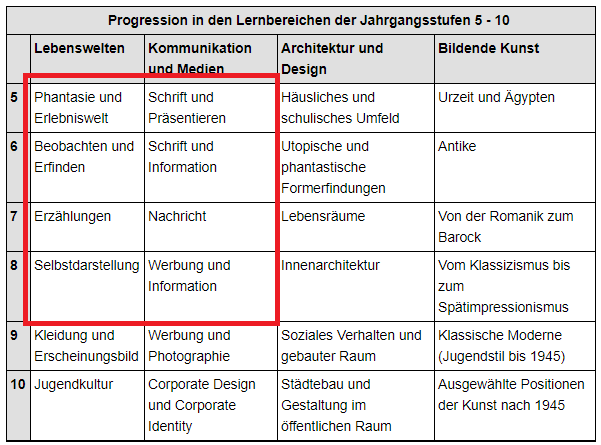 Progression in den Lernbereichen der Jahrgangsstufen 5 - 10
Lebenswelten Kommunikation und Medien Architektur und Design Bildende Kunst
5 Phantasie und Erlebniswelt Schrift und Präsentieren Häusliches und schulisches Umfeld Urzeit und Ägypten
6 Beobachten und Erfinden Schrift und Information Utopische und phantastische Formerfindungen Antike
7 Erzählungen Nachricht Lebensräume Von der Romanik zum Barock
8 Selbstdarstellung Werbung und Information Innenarchitektur Vom Klassizismus bis zum Spätimpressionismus
9 Kleidung und Erscheinungsbild Werbung und Photographie Soziales Verhalten und gebauter Raum Klassische Moderne (Jugendstil bis 1945)
10 Jugendkultur Corporate Design und Corporate Identity Städtebau und Gestaltung im öffentlichen Raum Ausgewählte Positionen der Kunst nach 1945